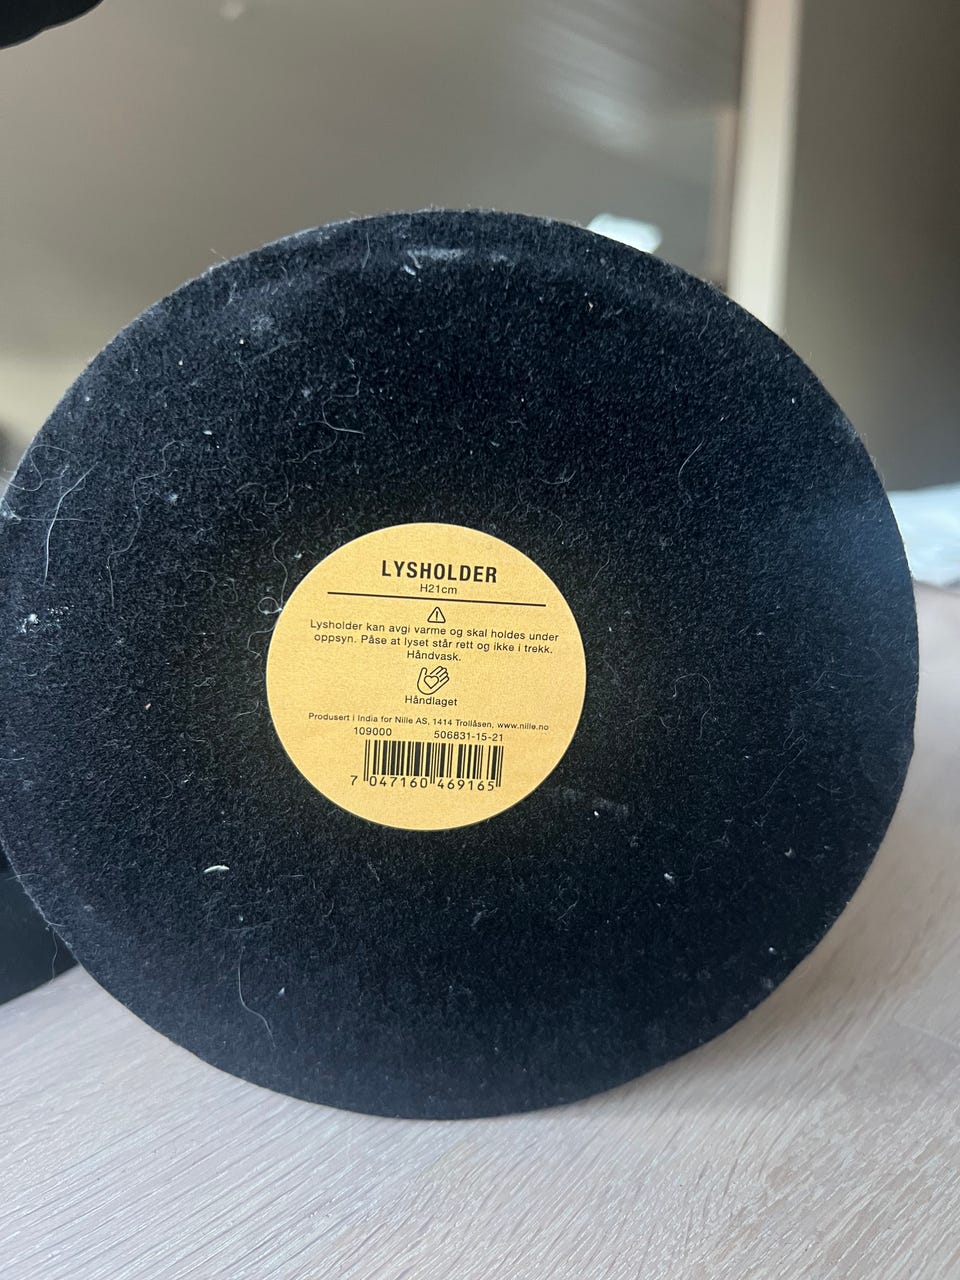 LYSHOLDER
H21cm
Lysholder kan avgi varme og skal holdes under
oppsyn. Påse at lyset står rett og ikke i trekk.
Håndvask.
Håndlaget
Produsert i India for Nille AS, 1414 Trollåsen, www.nille.no
109000 506831-15-21
7 047160 469165